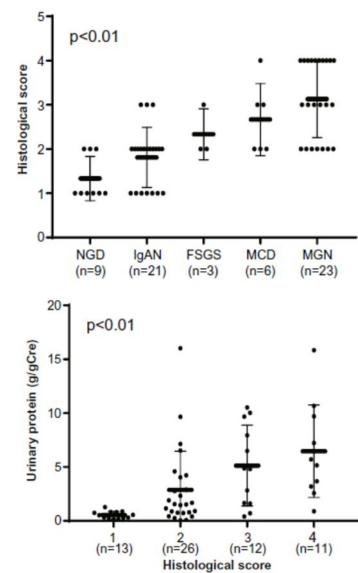 p<0.01
Histological score
5
4
3
2
1
0
NGD IgAN FSGS MCD MGN
(n=9) (n=21) (n=3) (n=6) (n=23)
p<0.01
Urinary protein (g/gCre)
20
15
10
5
0
1 2 3 4
(n=13) (n=26) (n=12) (n=11)
Histological score